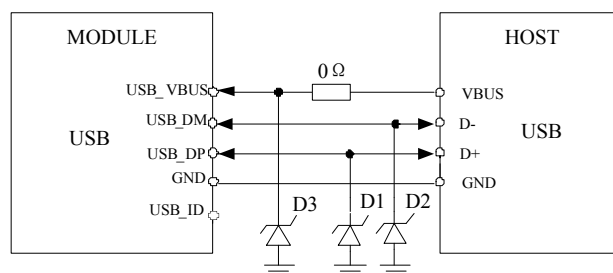 MODULE
HOST
0 Ω
USB_VBUS
VBUS
USB_DM
D-
USB
USB
USB_DP
D+
GND
GND
USB_ID
D3
D1
D2